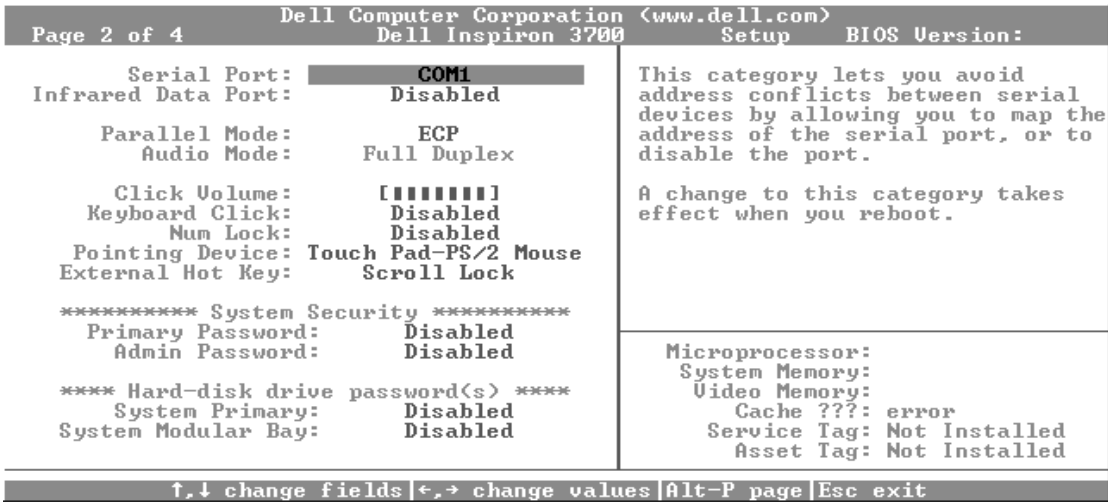 Dell Computer Corporation (www.dell.com)
Page 2 of 4 Dell Inspiron 3700 Setup BIOS Version:
Serial Port: COM1
Infrared Data Port: Disabled
Parallel Mode: ECP
Audio Mode: Full Duplex
Click Volume: [▮▮▮▮▮▮▮▮]
Keyboard Click: Disabled
Num Lock: Disabled
Pointing Device: Touch Pad-PS/2 Mouse
External Hot Key: Scroll Lock
********** System Security **********
Primary Password: Disabled
Admin Password: Disabled
**** Hard-disk drive password(s) ****
System Primary: Disabled
System Modular Bay: Disabled
This category lets you avoid
address conflicts between serial
devices by allowing you to map the
address of the serial port, or to
disable the port.
A change to this category takes
effect when you reboot.
Microprocessor:
System Memory:
Video Memory:
Cache ???: error
Service Tag: Not Installed
Asset Tag: Not Installed
↑,↓ change fields|←,→ change values|Alt-P page|Esc exit